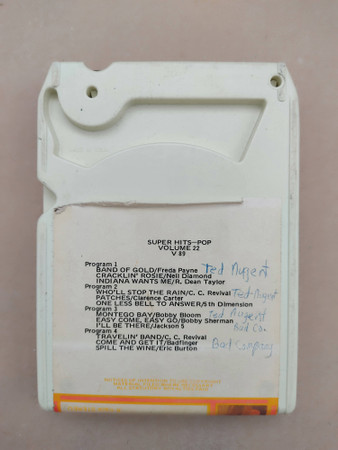 SUPER HITS—POP
VOLUME 22
V 89
Program 1
BAND OF GOLD/Freda Payne
CRACKLIN' ROSIE/Neil Diamond Ted Nugent
INDIANA WANTS ME/R. Dean Taylor
Program 2
WHO'LL STOP THE RAIN/C. C. Revival Ted Nugent
PATCHES/Clarence Carter
ONE LESS BELL TO ANSWER/5th Dimension
Program 3
MONTEGO BAY/Bobby Bloom Ted Nugent
EASY COME, EASY GO/Bobby Sherman Bad Co.
I'LL BE THERE/Jackson 5
Program 4
TRAVELIN' BAND/C. C. Revival
COME AND GET IT/Badfinger Bad Company
SPILL THE WINE/Eric Burton